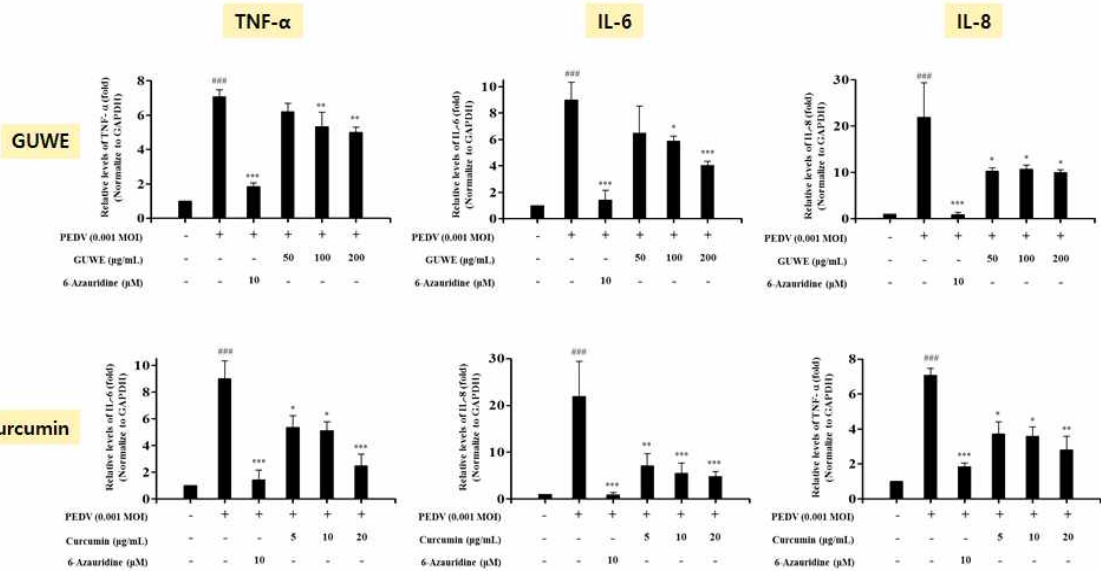 TNF-α IL-6 IL-8
GUWE
Relative levels of TNF- α (fold)
(Normalize to GAPDH)
8
6
4
2
0
###
***
**
**
PEDV (0.001 MOI) - + + + + +
GUWE (μg/mL) - - - 50 100 200
6-Azauridine (μM) - - 10 - - -
Relative levels of IL-6 (fold)
(Normalize to GAPDH)
10
8
6
4
2
0
###
***
*
***
PEDV (0.001 MOI) - + + + + +
GUWE (μg/mL) - - - 50 100 200
6-Azauridine (μM) - - 10 - - -
Relative levels of IL-8 (fold)
(Normalize to GAPDH)
30
20
10
0
###
***
*
*
*
PEDV (0.001 MOI) - + + + + +
GUWE (μg/mL) - - - 50 100 200
6-Azauridine (μM) - - 10 - - -
urcumin
Relative levels of IL-6 (fold)
(Normalize to GAPDH)
10
8
6
4
2
0
###
***
*
*
***
PEDV (0.001 MOI) - + + + + +
Curcumin (μg/mL) - - - 5 10 20
6-Azauridine (μM) - - 10 - - -
Relative levels of IL-8 (fold)
(Normalize to GAPDH)
30
20
10
0
###
***
**
***
***
PEDV (0.001 MOI) - + + + + +
Curcumin (μg/mL) - - - 5 10 20
6-Azauridine (μM) - - 10 - - -
Relative levels of TNF- α (fold)
(Normalize to GAPDH)
8
6
4
2
0
###
***
*
*
**
PEDV (0.001 MOI) - + + + + +
Curcumin (μg/mL) - - - 5 10 20
6-Azauridine (μM) - - 10 - - -